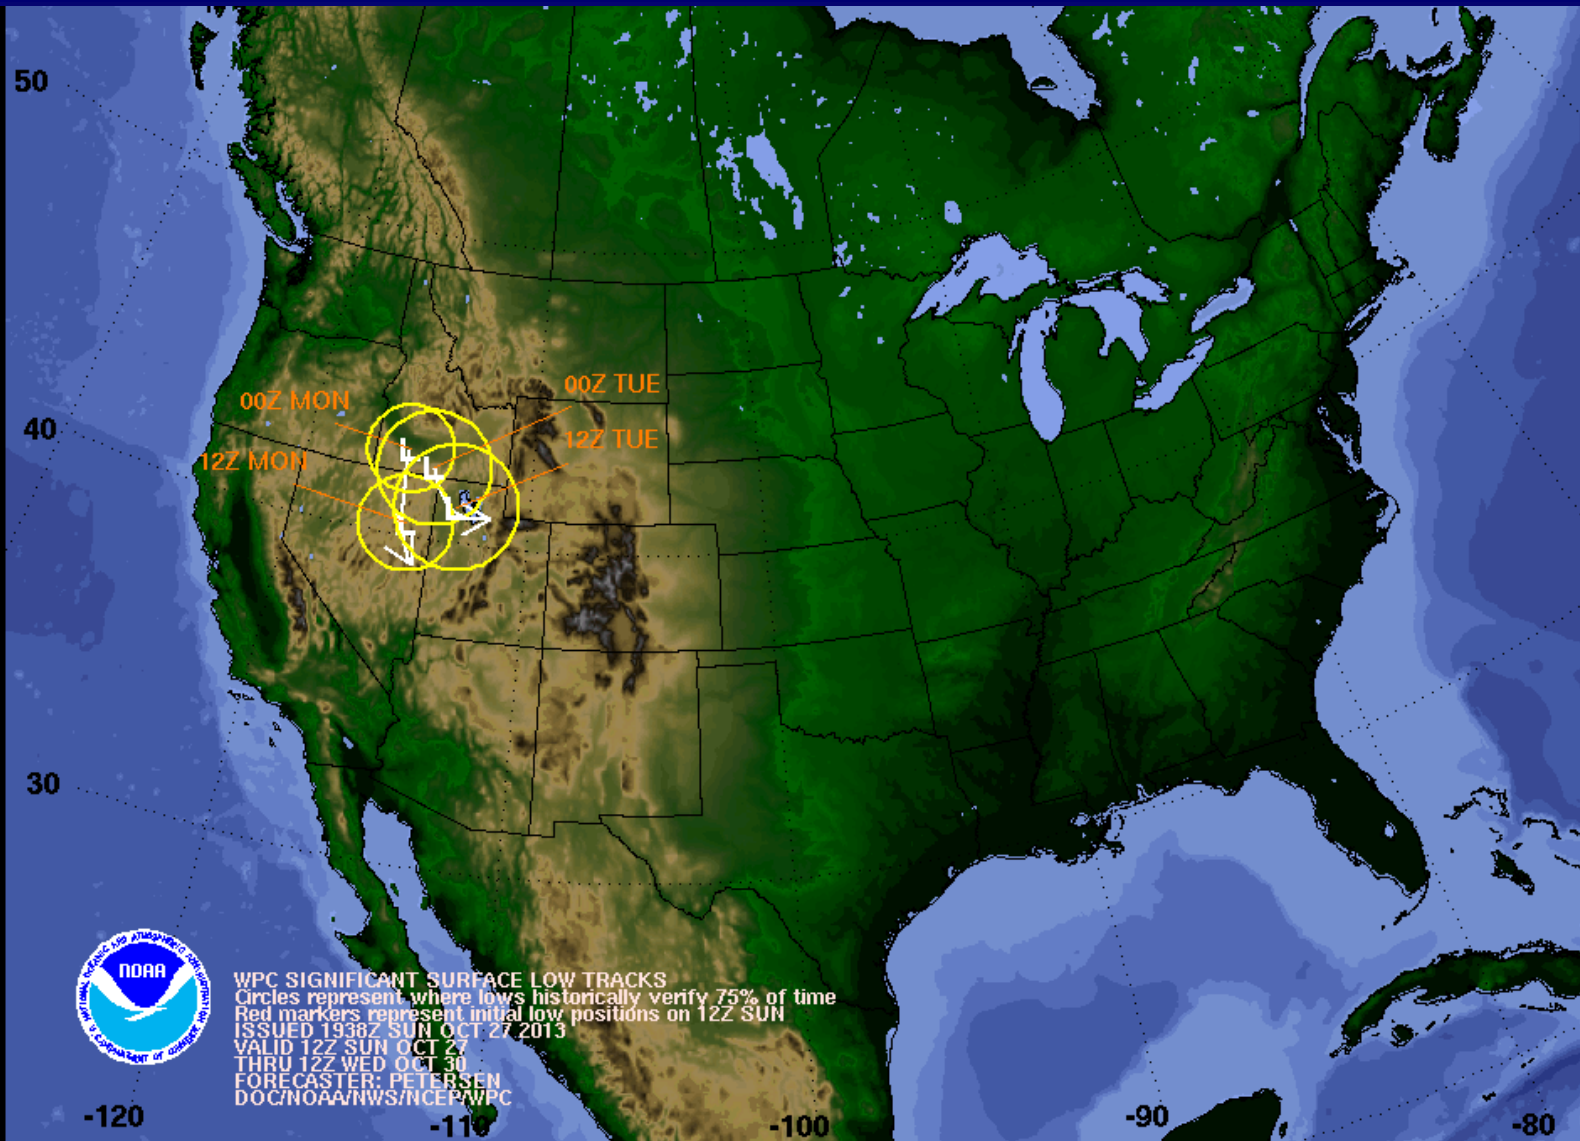 50
00Z TUE
00Z MON
40
12Z TUE
12Z MON
30
NOAA
WPC SIGNIFICANT SURFACE LOW TRACKS
Circles represent where lows historically verify 75% of time
Red markers represent initial low positions on 12Z SUN
ISSUED 1938Z SUN OCT 27 2013
VALID 12Z SUN OCT 27
THRU 12Z WED OCT 30
FORECASTER: PETERSEN
DOC/NOAA/NWS/NCEP/WPC
-120
-110
-100
-90
-80